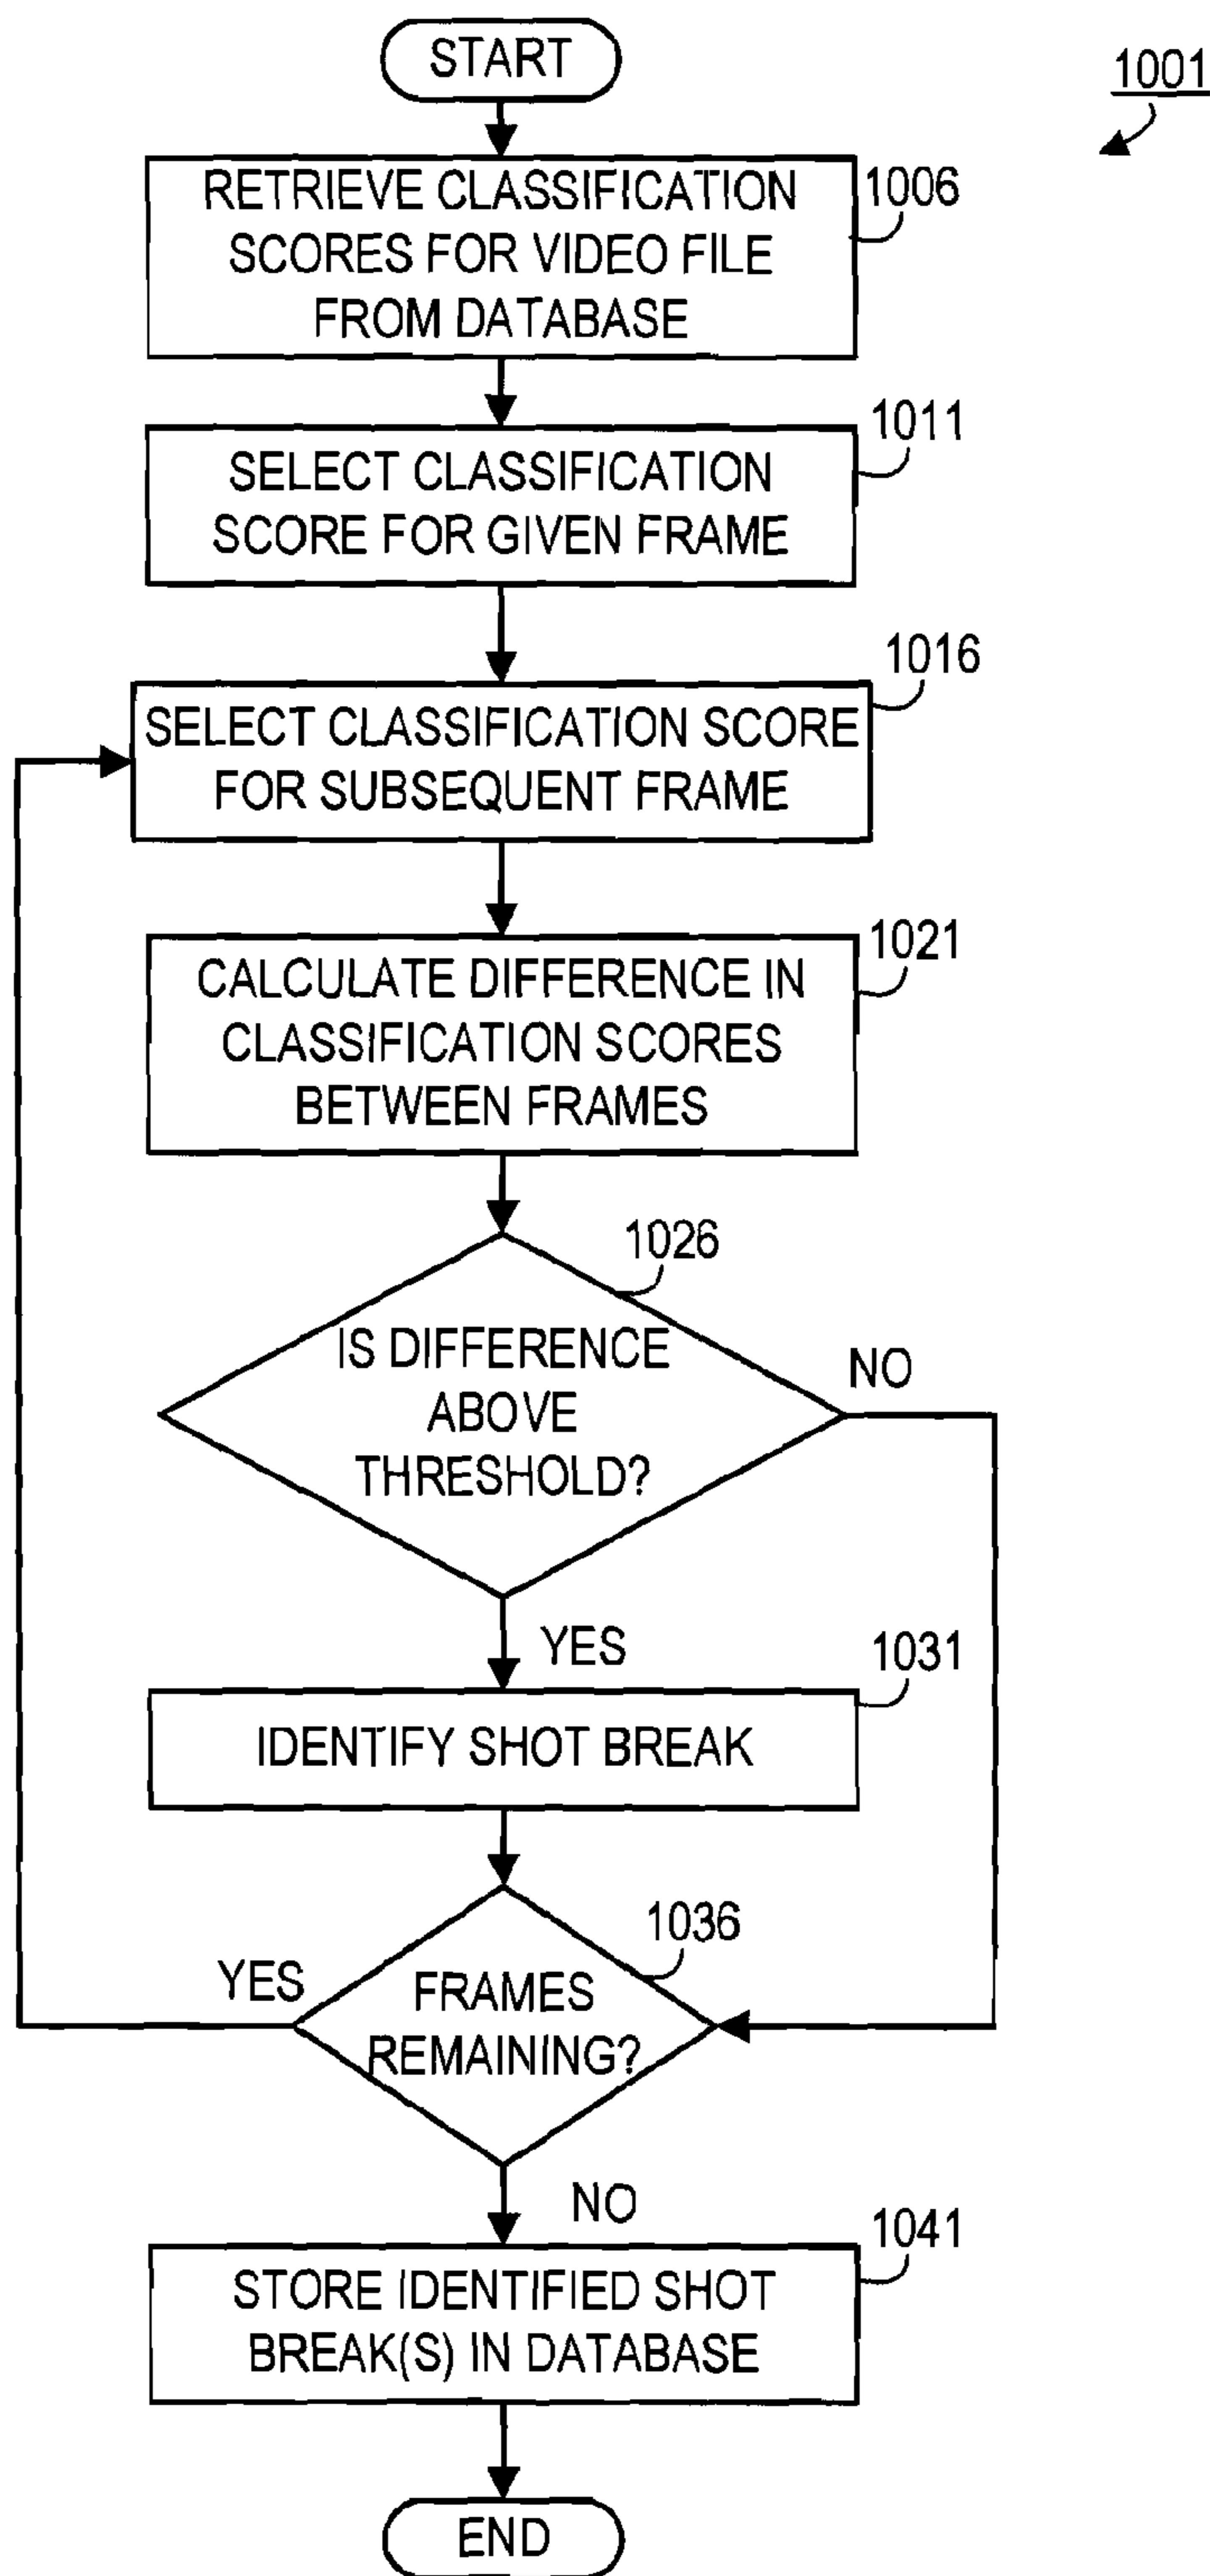 START
1001
RETRIEVE CLASSIFICATION
SCORES FOR VIDEO FILE
FROM DATABASE
1006
SELECT CLASSIFICATION
SCORE FOR GIVEN FRAME
1011
SELECT CLASSIFICATION SCORE
FOR SUBSEQUENT FRAME
1016
CALCULATE DIFFERENCE IN
CLASSIFICATION SCORES
BETWEEN FRAMES
1021
IS DIFFERENCE
ABOVE
THRESHOLD?
1026
NO
YES
IDENTIFY SHOT BREAK
1031
FRAMES
REMAINING?
1036
YES
NO
STORE IDENTIFIED SHOT
BREAK(S) IN DATABASE
1041
END